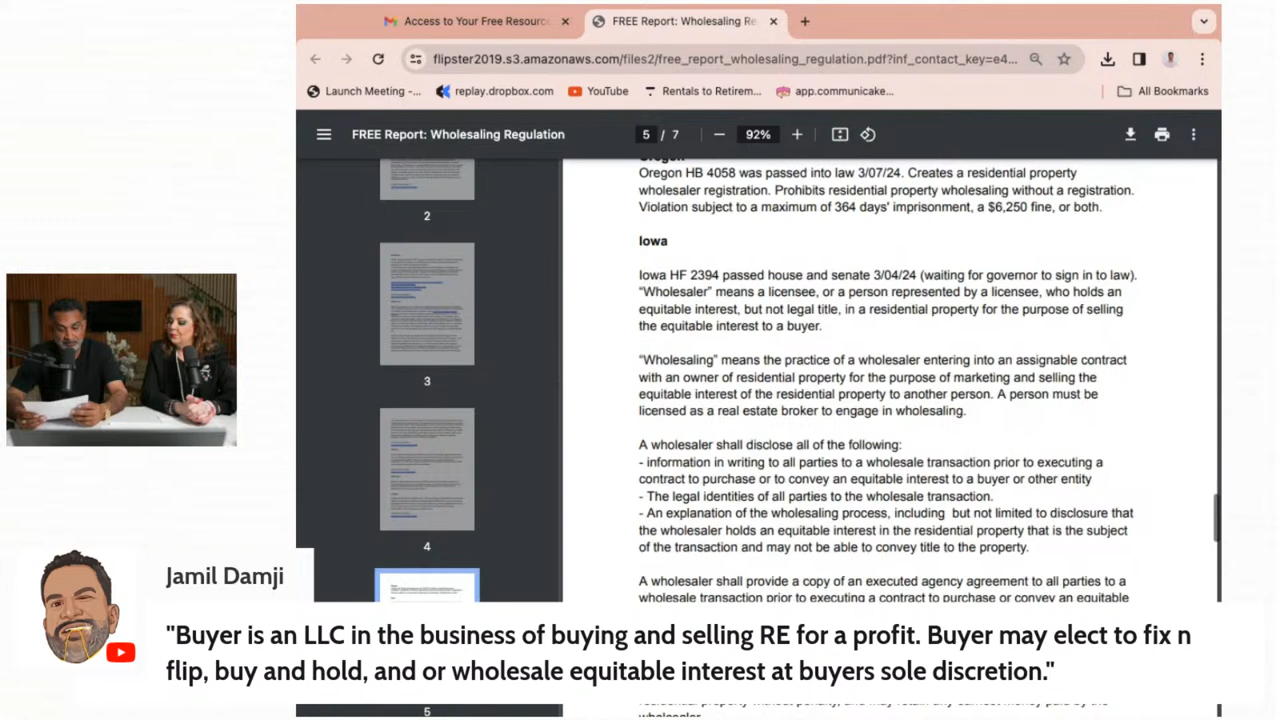 Access to Your Free Resourc
FREE Report: Wholesaling Re
flipster2019.s3.amazonaws.com/files2/free_report_wholesaling_regulation.pdf?inf_contact_key=e4...
Launch Meeting -...
replay.dropbox.com
YouTube
Rentals to Retirem...
app.communicake...
All Bookmarks
FREE Report: Wholesaling Regulation
5 / 7
92%
2
3
4
5
Oregon
Oregon HB 4058 was passed into law 3/07/24. Creates a residential property
wholesaler registration. Prohibits residential property wholesaling without a registration.
Violation subject to a maximum of 364 days' imprisonment, a $6,250 fine, or both.
Iowa
Iowa HF 2394 passed house and senate 3/04/24 (waiting for governor to sign in to law).
“Wholesaler” means a licensee, or a person represented by a licensee, who holds an
equitable interest, but not legal title, in a residential property for the purpose of selling
the equitable interest to a buyer.
“Wholesaling” means the practice of a wholesaler entering into an assignable contract
with an owner of residential property for the purpose of marketing and selling the
equitable interest of the residential property to another person. A person must be
licensed as a real estate broker to engage in wholesaling.
A wholesaler shall disclose all of the following:
- information in writing to all parties to a wholesale transaction prior to executing a
contract to purchase or to convey an equitable interest to a buyer or other entity
- The legal identities of all parties to the wholesale transaction.
- An explanation of the wholesaling process, including but not limited to disclosure that
the wholesaler holds an equitable interest in the residential property that is the subject
of the transaction and may not be able to convey title to the property.
A wholesaler shall provide a copy of an executed agency agreement to all parties to a
wholesale transaction prior to executing a contract to purchase or convey an equitable
Jamil Damji
"Buyer is an LLC in the business of buying and selling RE for a profit. Buyer may elect to fix n
flip, buy and hold, and or wholesale equitable interest at buyers sole discretion."